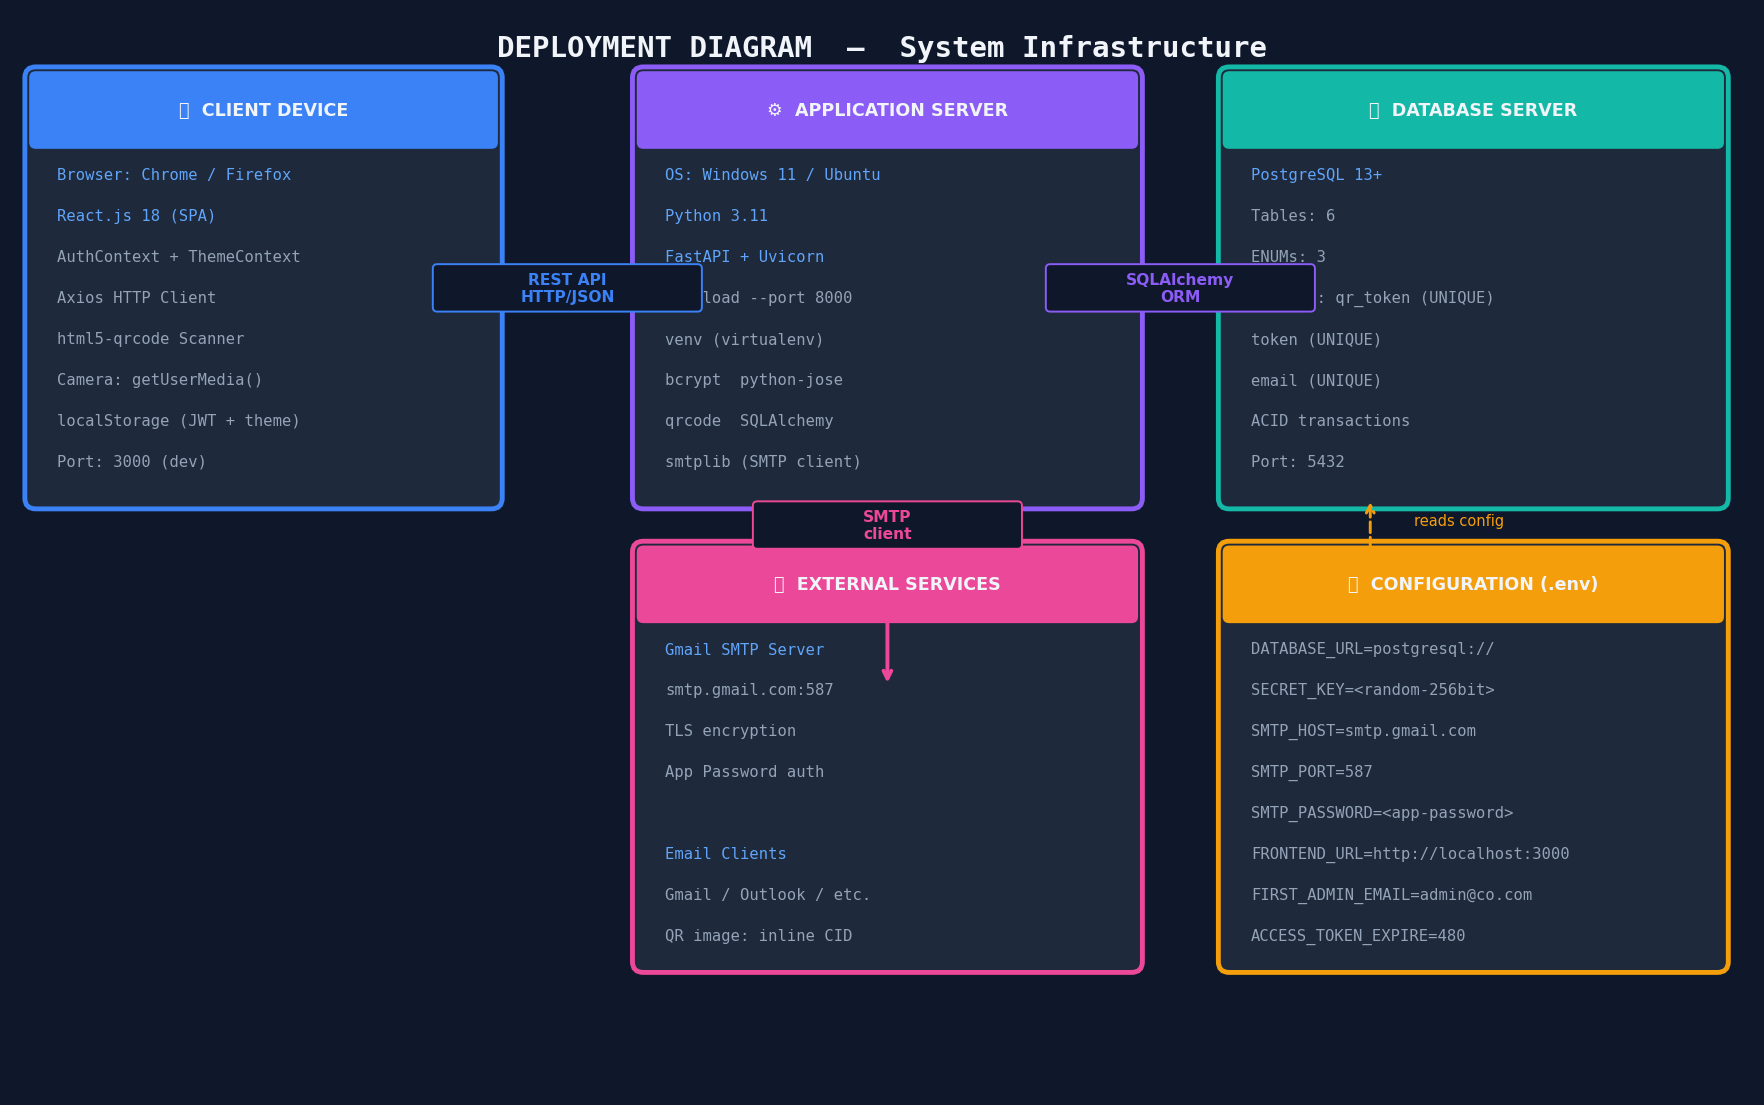 DEPLOYMENT DIAGRAM — System Infrastructure
CLIENT DEVICE
Browser: Chrome / Firefox
React.js 18 (SPA)
AuthContext + ThemeContext
Axios HTTP Client
html5-qrcode Scanner
Camera: getUserMedia()
localStorage (JWT + theme)
Port: 3000 (dev)
REST API
HTTP/JSON
⚙ APPLICATION SERVER
OS: Windows 11 / Ubuntu
Python 3.11
FastAPI + Uvicorn
load --port 8000
venv (virtualenv)
bcrypt python-jose
qrcode SQLAlchemy
smtplib (SMTP client)
SQLAlchemy
ORM
DATABASE SERVER
PostgreSQL 13+
Tables: 6
ENUMs: 3
: qr_token (UNIQUE)
token (UNIQUE)
email (UNIQUE)
ACID transactions
Port: 5432
SMTP
client
reads config
EXTERNAL SERVICES
Gmail SMTP Server
smtp.gmail.com:587
TLS encryption
App Password auth
Email Clients
Gmail / Outlook / etc.
QR image: inline CID
CONFIGURATION (.env)
DATABASE_URL=postgresql://
SECRET_KEY=<random-256bit>
SMTP_HOST=smtp.gmail.com
SMTP_PORT=587
SMTP_PASSWORD=<app-password>
FRONTEND_URL=http://localhost:3000
FIRST_ADMIN_EMAIL=admin@co.com
ACCESS_TOKEN_EXPIRE=480